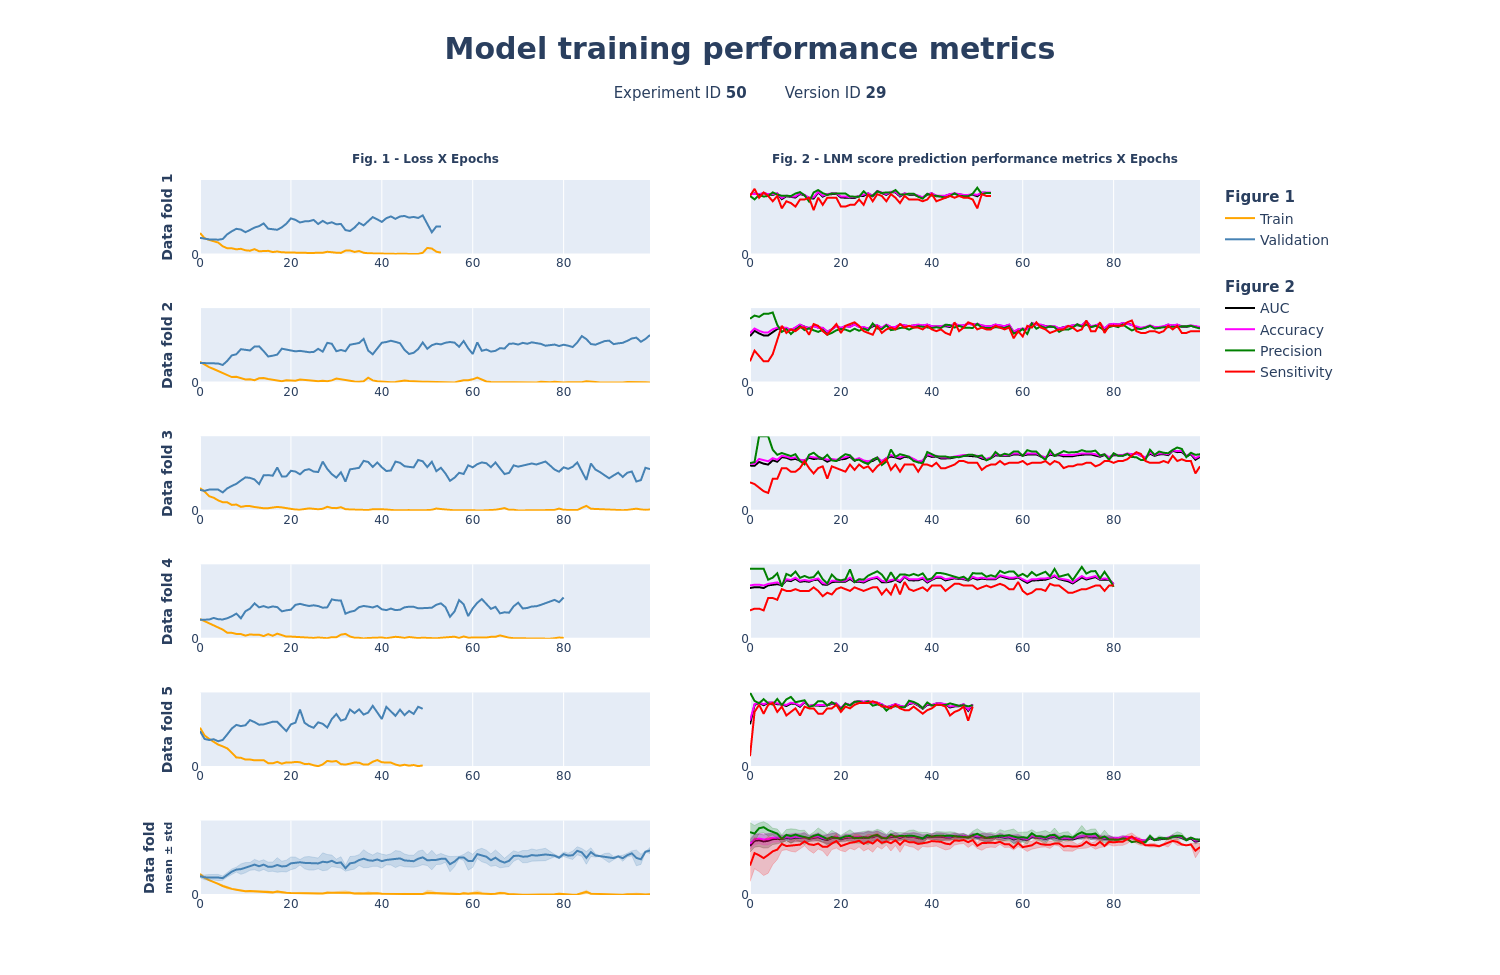 Model training performance metrics
Experiment ID 50 Version ID 29
Fig. 1 - Loss X Epochs
Fig. 2 - LNM score prediction performance metrics X Epochs
Data fold 1
0
0 20 40 60 80
0
0 20 40 60 80
Figure 1
Train
Validation
Figure 2
AUC
Accuracy
Precision
Sensitivity
Data fold 2
0
0 20 40 60 80
0
0 20 40 60 80
Data fold 3
0
0 20 40 60 80
0
0 20 40 60 80
Data fold 4
0
0 20 40 60 80
0
0 20 40 60 80
Data fold 5
0
0 20 40 60 80
0
0 20 40 60 80
Data fold
mean ± std
0
0 20 40 60 80
0
0 20 40 60 80